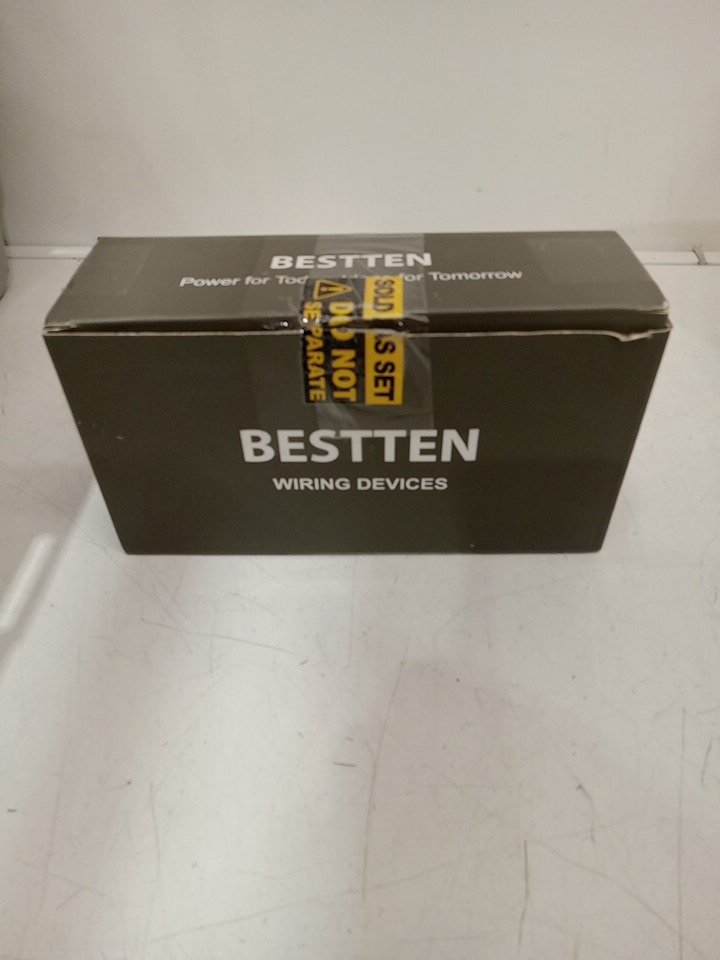 BESTTEN
Power for for Tomorrow
SOLD AS SET
DO NOT
SEPARATE
BESTTEN
WIRING DEVICES